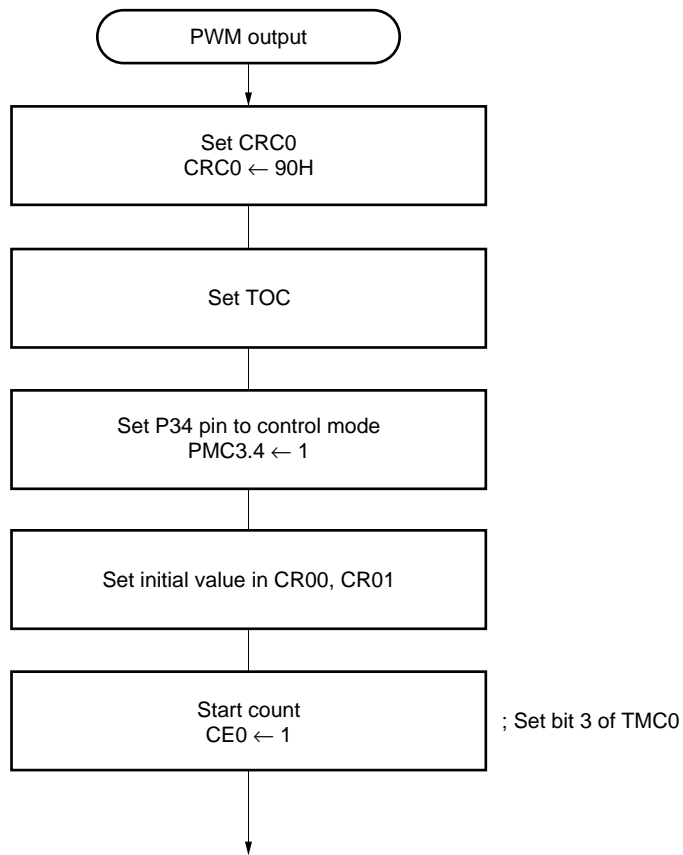 PWM output
Set CRC0
CRC0 ← 90H
Set TOC
Set P34 pin to control mode
PMC3.4 ← 1
Set initial value in CR00, CR01
Start count
CE0 ← 1
; Set bit 3 of TMC0